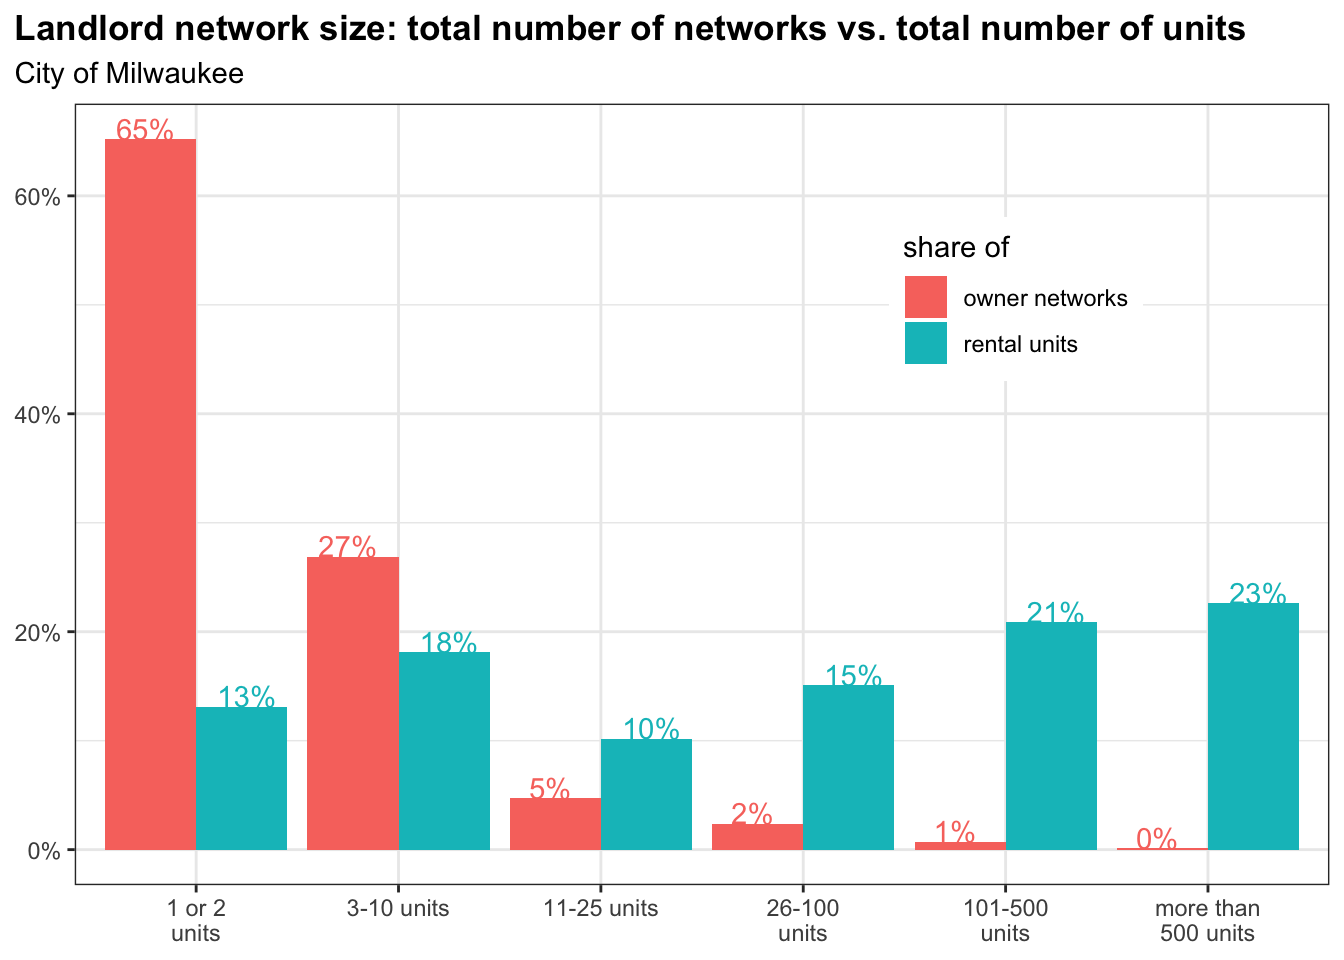 Landlord network size: total number of networks vs. total number of units
City of Milwaukee
65%
60%
share of
owner networks
rental units
40%
27%
23%
21%
20%
18%
15%
13%
10%
5%
2%
1%
0%
0%
1 or 2
units
3-10 units
11-25 units
26-100
units
101-500
units
more than
500 units